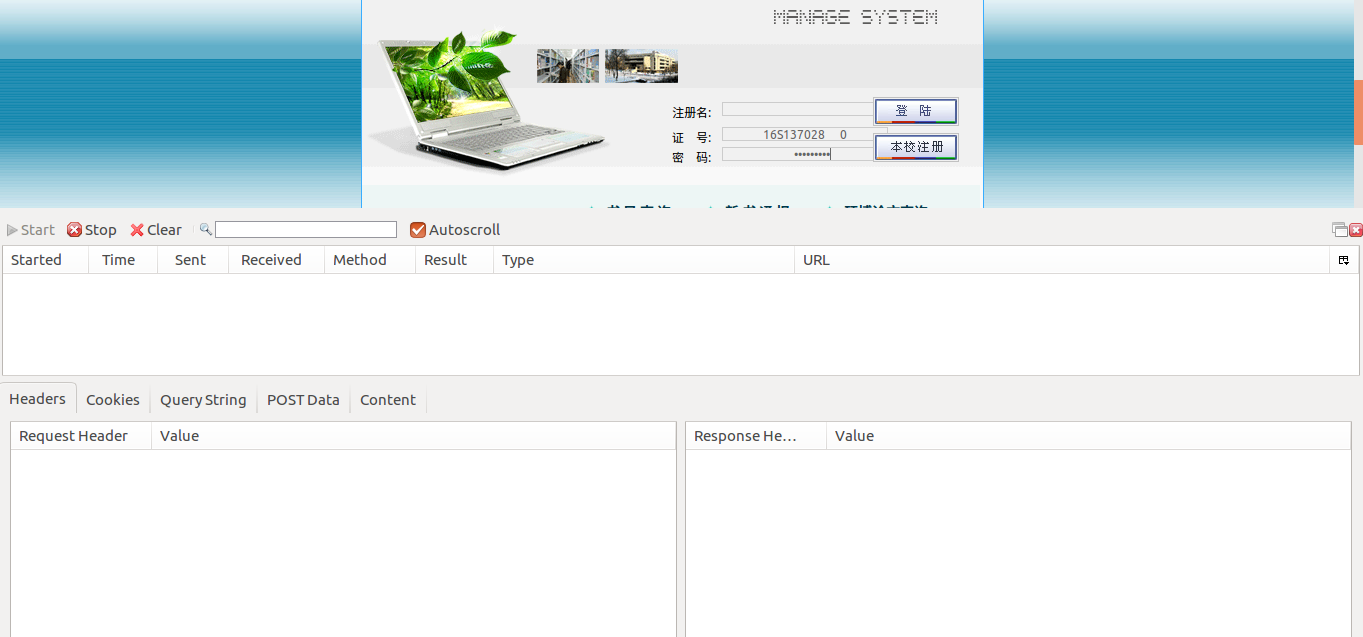 MANAGE SYSTEM
注册名:
登 陆
证 号: 16S137028 0
本校注册
密 码: •••••••••
Start Stop Clear Autoscroll
Started Time Sent Received Method Result Type URL
Headers Cookies Query String POST Data Content
Request Header Value Response He... Value